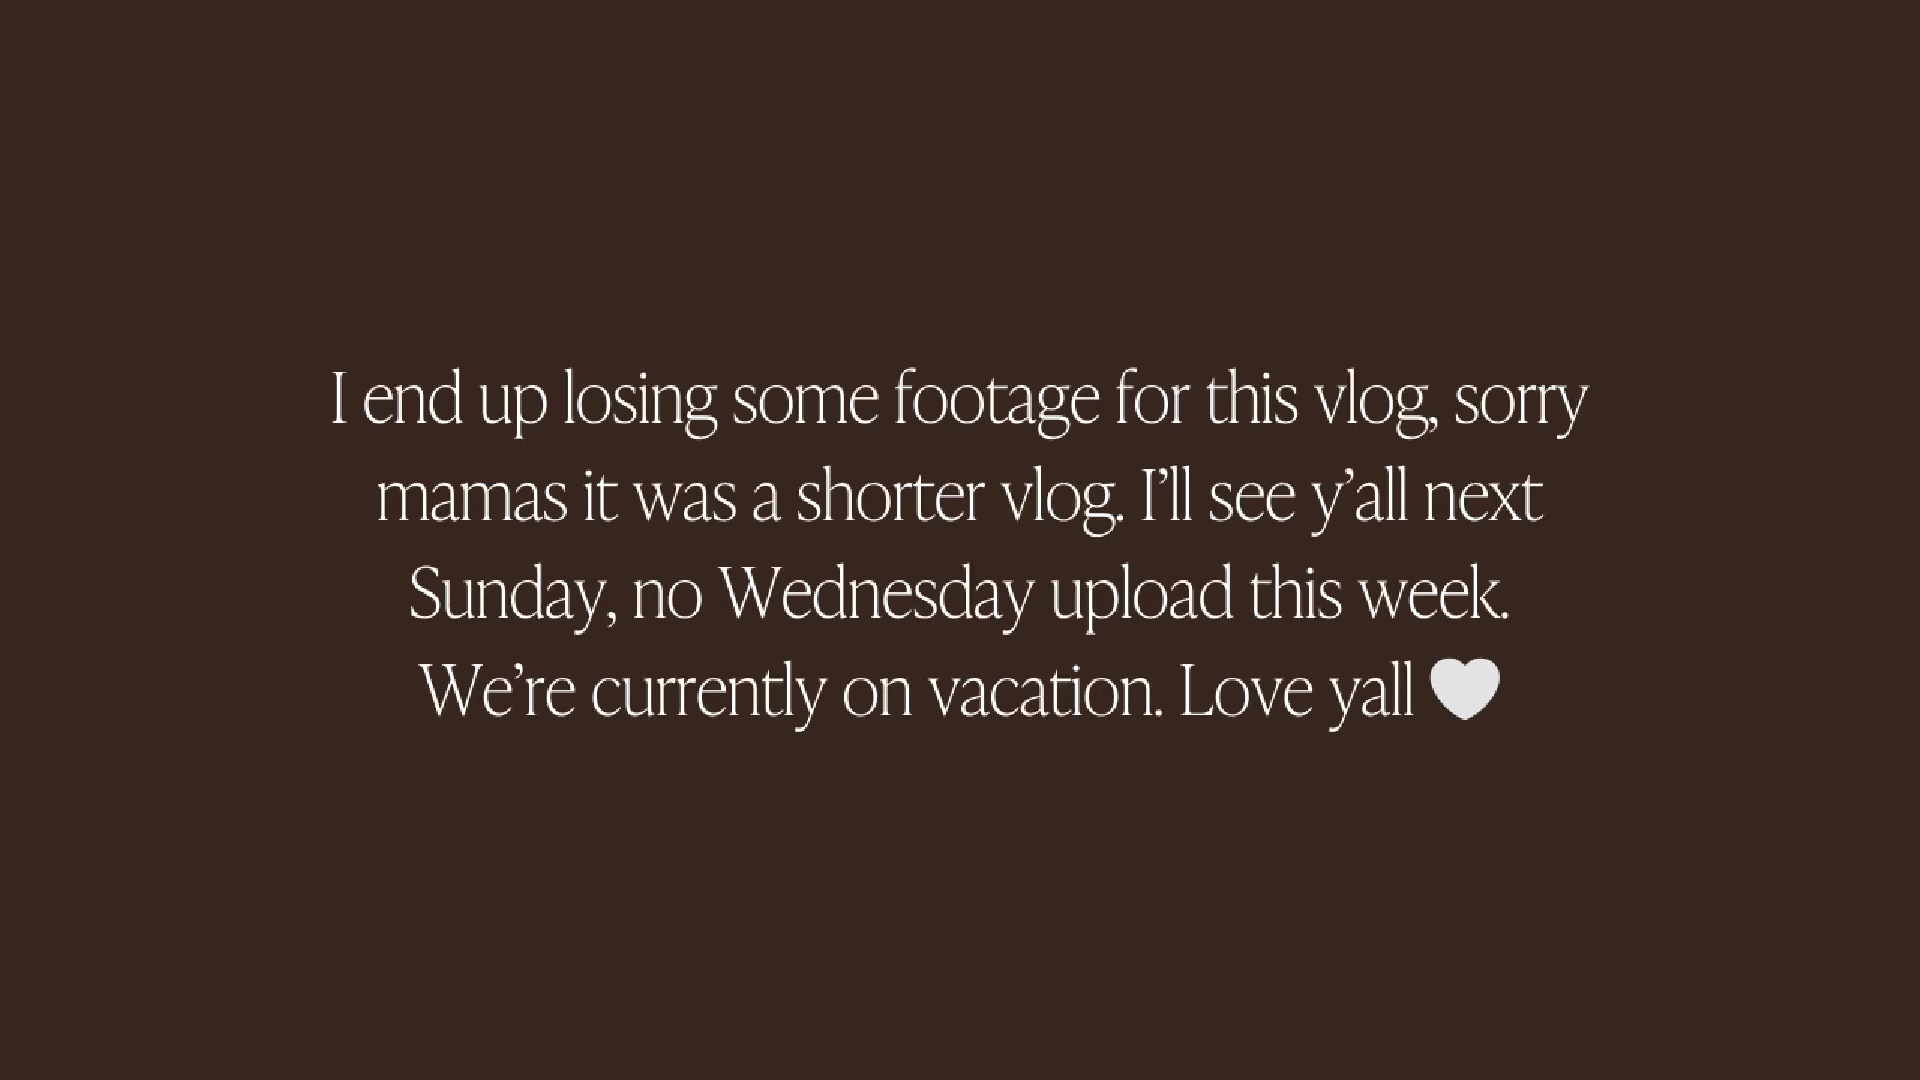 I end up losing some footage for this vlog, sorry
mamas it was a shorter vlog. I’ll see y’all next
Sunday, no Wednesday upload this week.
We’re currently on vacation. Love yall 🤍